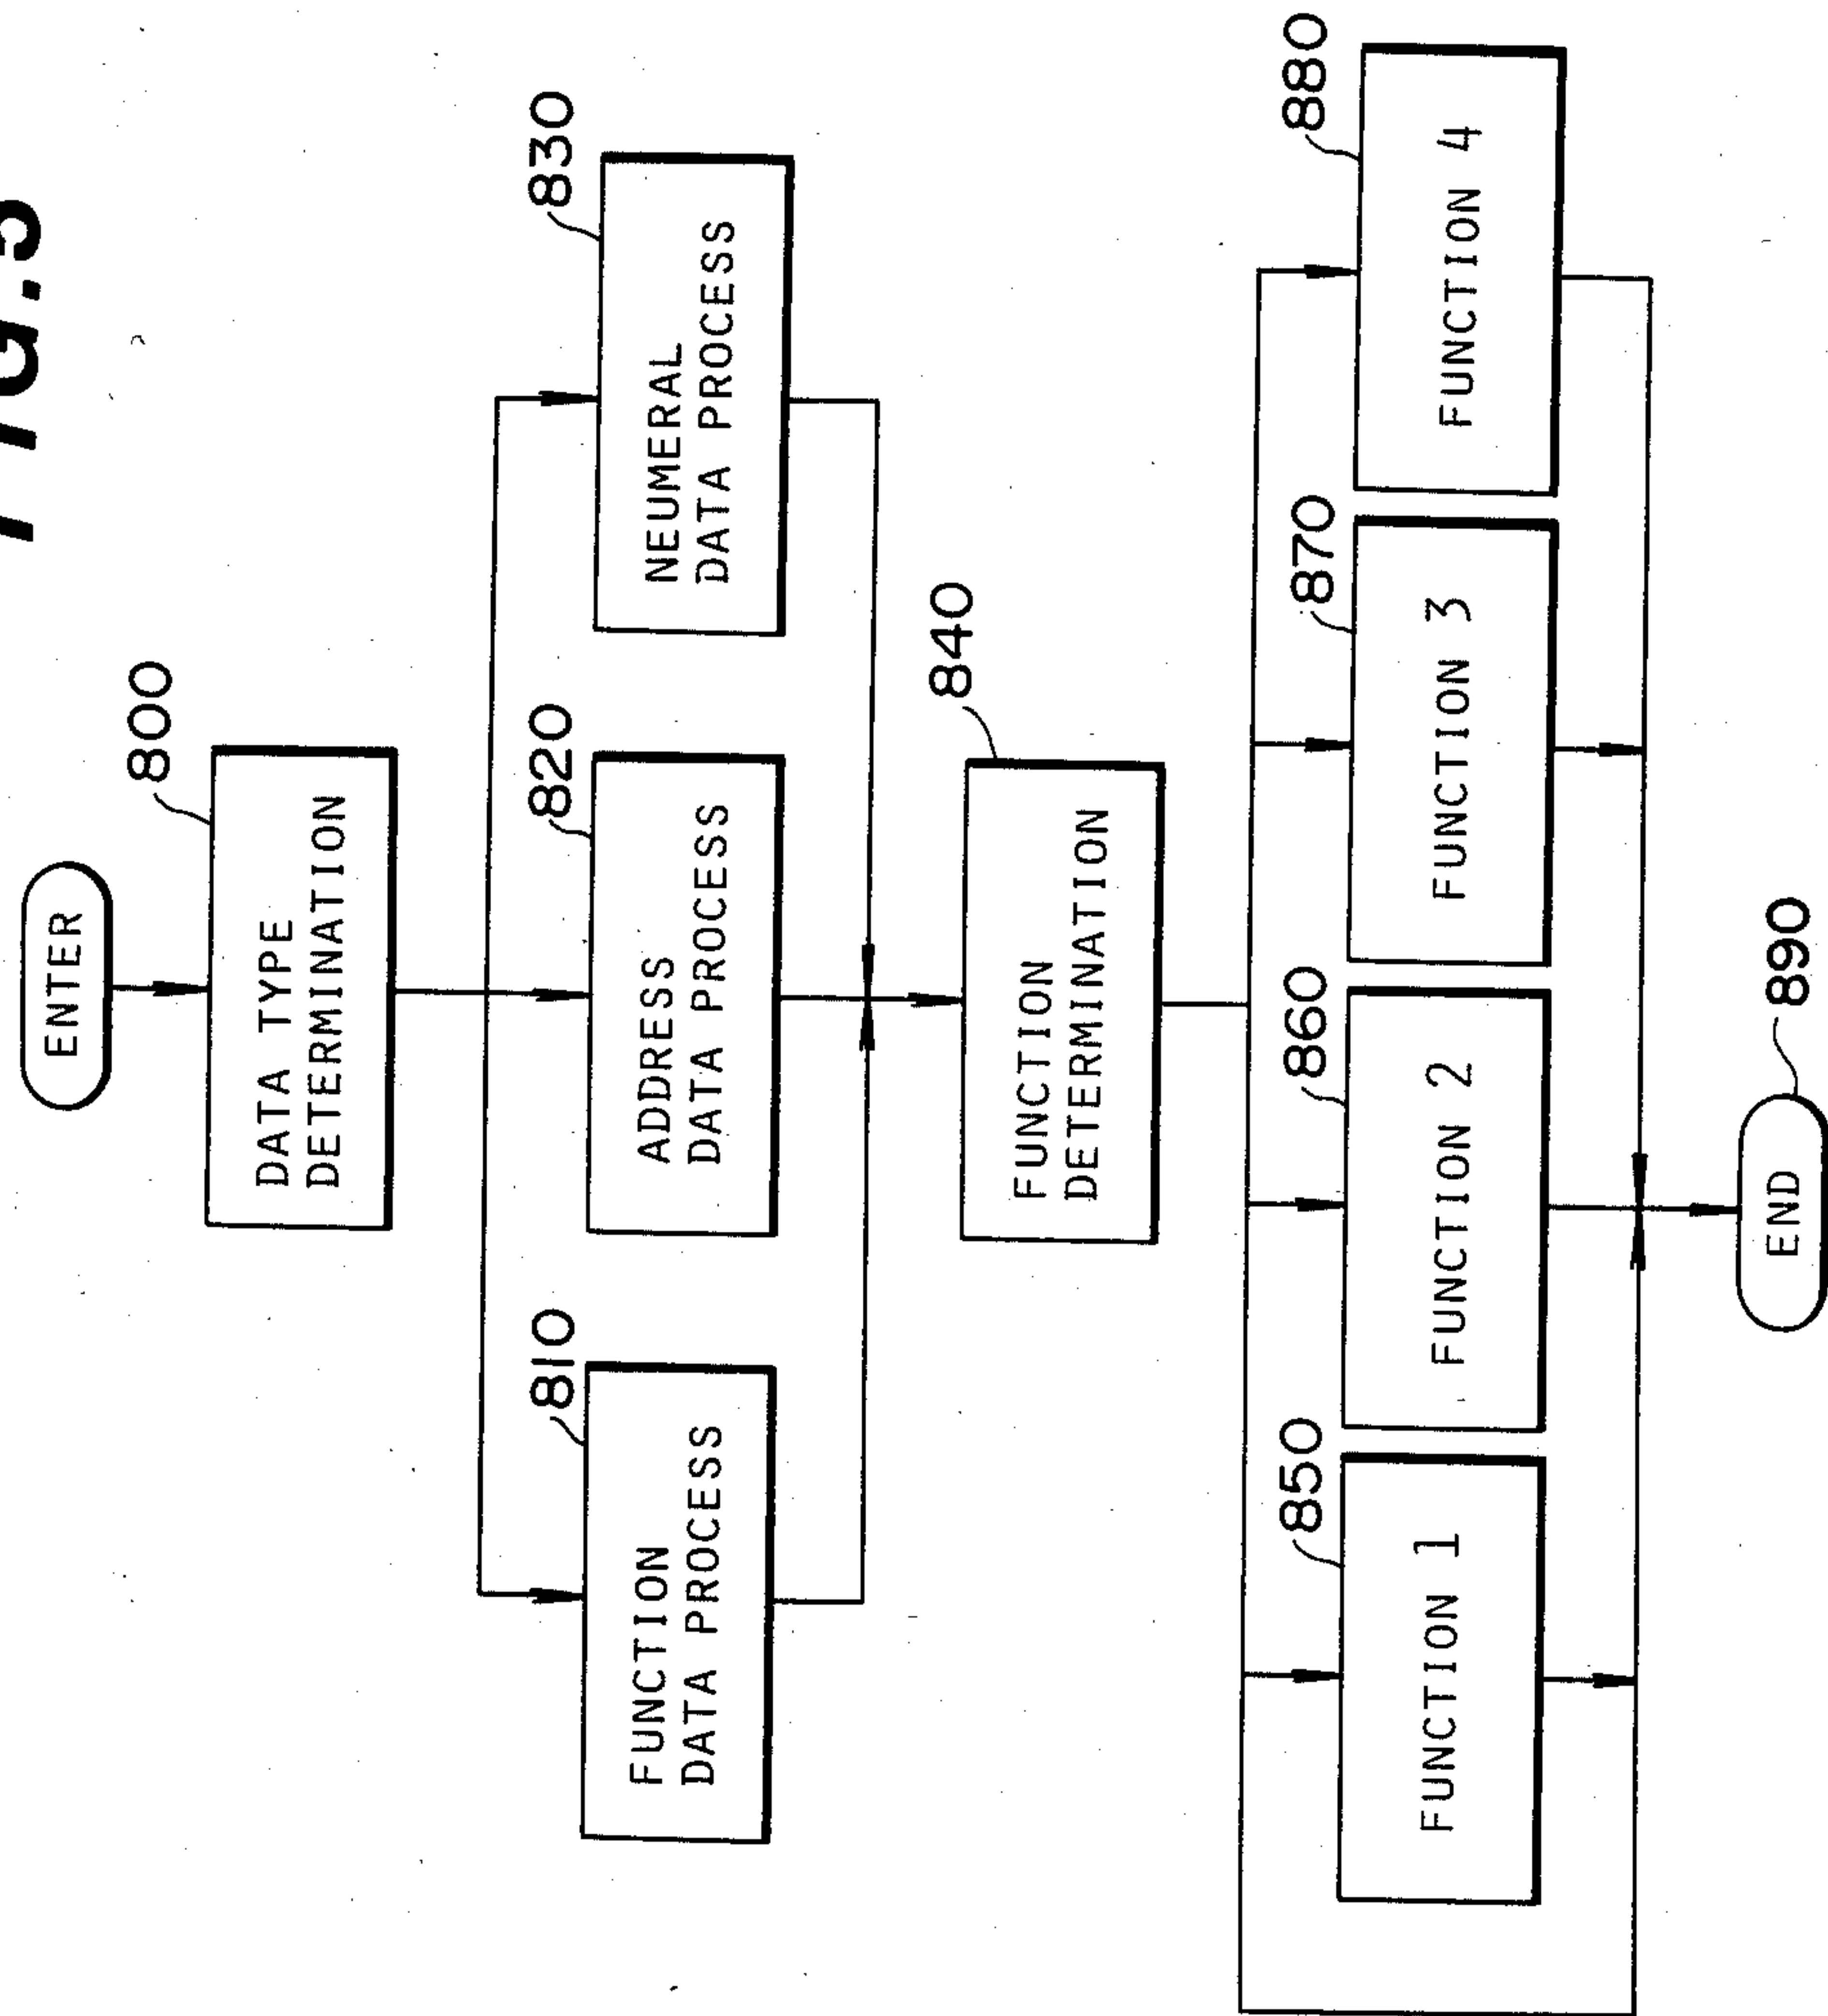 FIG.
ENTER
800
DATA TYPE
DETERMINATION
810
820
830
FUNCTION
DATA PROCESS
ADDRESS
DATA PROCESS
NEUMERAL
DATA PROCESS
840
FUNCTION
DETERMINATION
850
860
870
880
FUNCTION 1
FUNCTION 2
FUNCTION 3
FUNCTION 4
END
890